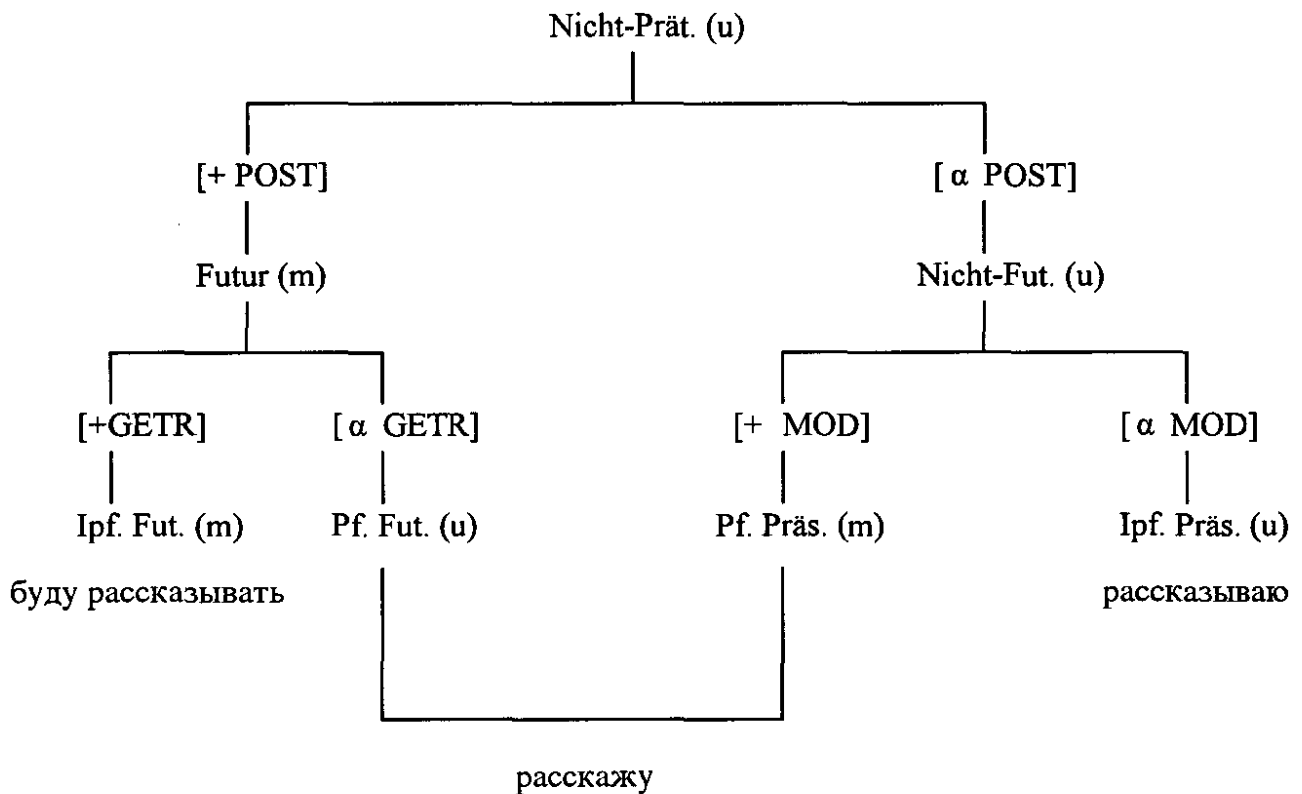 Nicht-Prät. (u)
[+ POST] [ α POST]
Futur (m) Nicht-Fut. (u)
[+GETR] [ α GETR] [+ MOD] [ α MOD]
Ipf. Fut. (m) Pf. Fut. (u) Pf. Präs. (m) Ipf. Präs. (u)
буду рассказывать рассказываю
расскажу